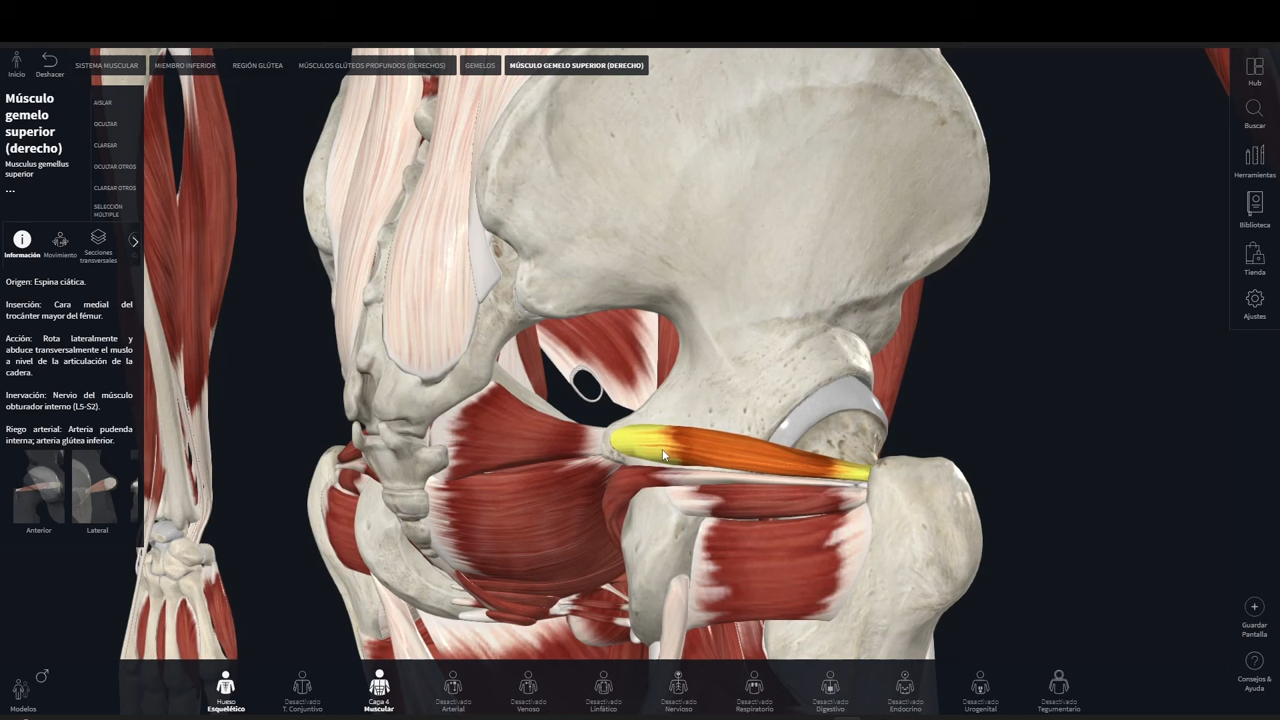 Inicio
Deshacer
SISTEMA MUSCULAR
MIEMBRO INFERIOR
REGIÓN GLÚTEA
MÚSCULOS GLÚTEOS PROFUNDOS (DERECHOS)
GEMELOS
MÚSCULO GEMELO SUPERIOR (DERECHO)
Músculo
gemelo
superior
(derecho)
Musculus gemellus
superior
...
AISLAR
OCULTAR
CLAREAR
OCULTAR OTROS
CLAREAR OTROS
SELECCIÓN
MÚLTIPLE
Información
Movimiento
Secciones
transversales
Origen: Espina ciática.
Inserción: Cara medial del
trocánter mayor del fémur.
Acción: Rota lateralmente y
abduce transversalmente el muslo
a nivel de la articulación de la
cadera.
Inervación: Nervio del músculo
obturador interno (L5-S2).
Riego arterial: Arteria pudenda
interna; arteria glútea inferior.
Anterior
Lateral
Modelos
Hueso
Esquelético
Desactivado
T. Conjuntivo
Capa 4
Muscular
Desactivado
Arterial
Desactivado
Venoso
Desactivado
Linfático
Desactivado
Nervioso
Desactivado
Respiratorio
Desactivado
Digestivo
Desactivado
Endocrino
Desactivado
Urogenital
Desactivado
Tegumentario
Hub
Buscar
Herramientas
Biblioteca
Tienda
Ajustes
Guardar
Pantalla
Consejos &
Ayuda